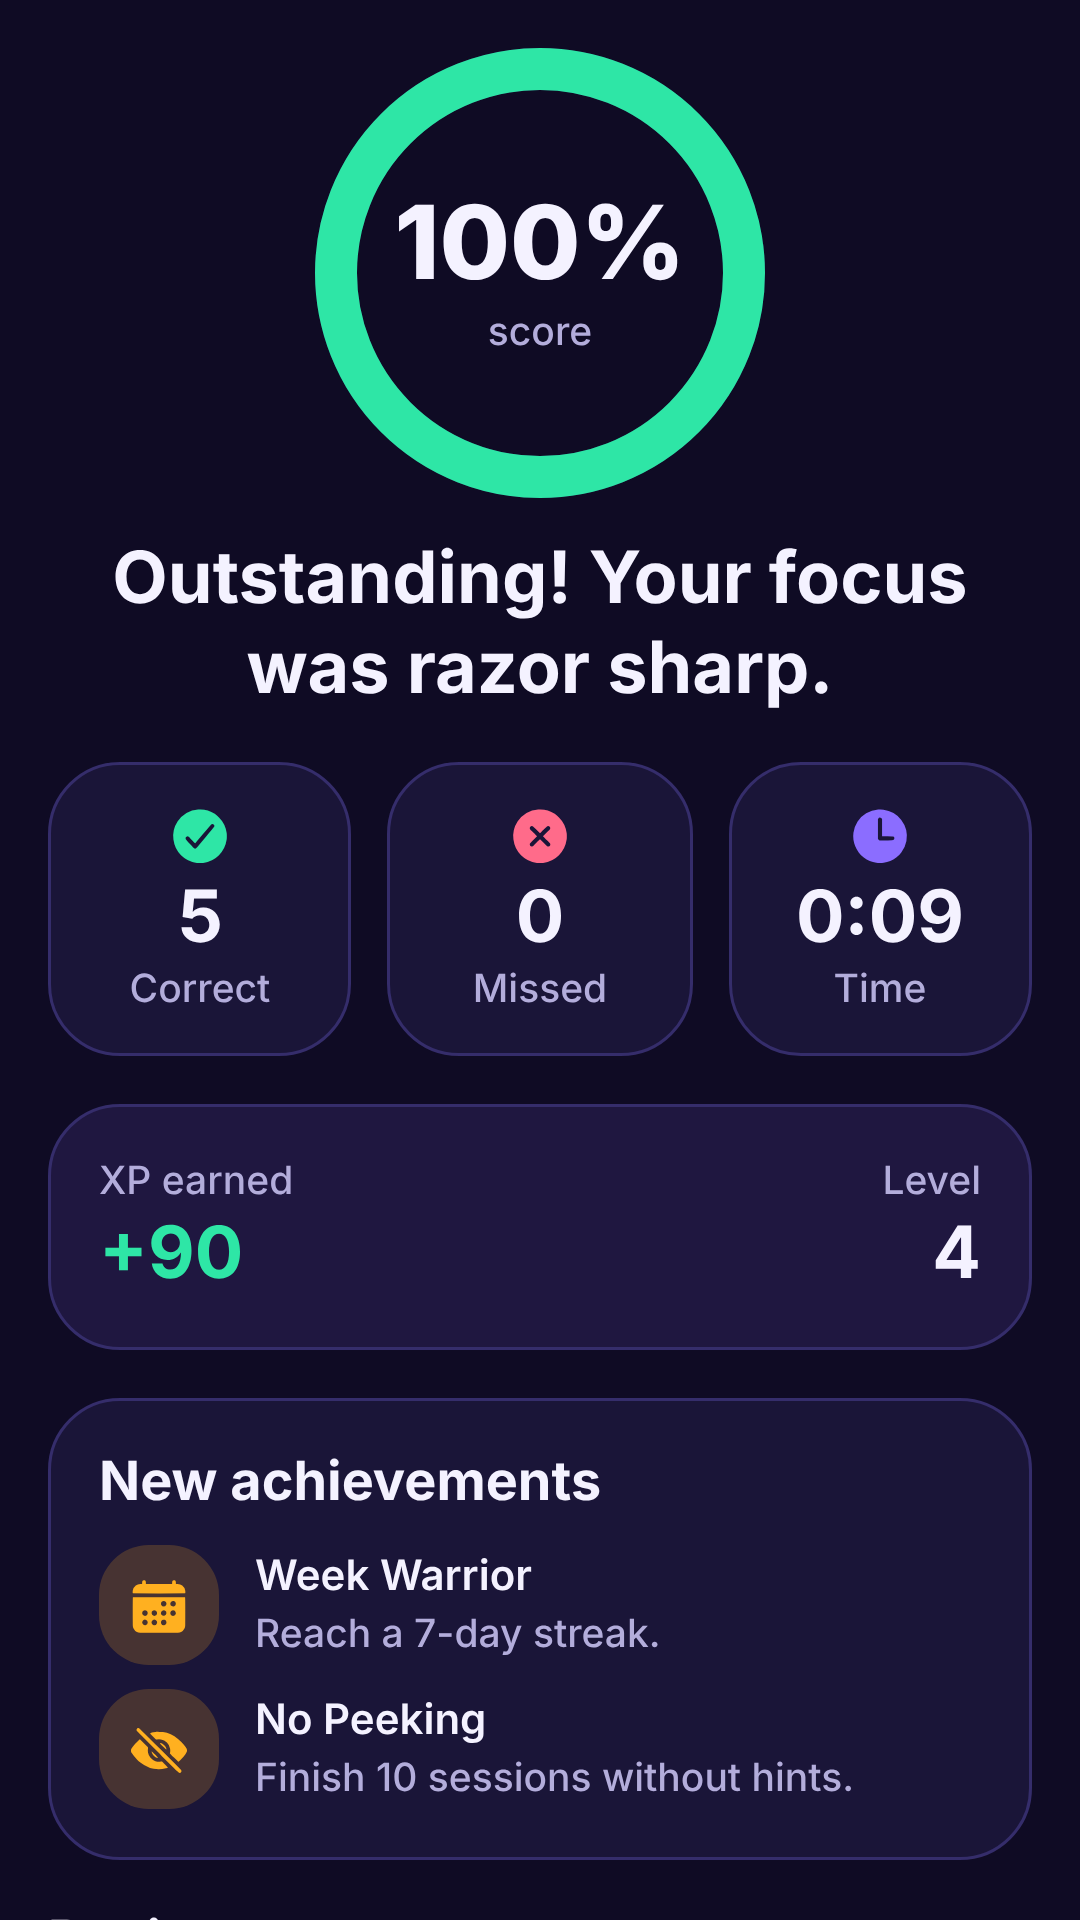 100%
score
Outstanding! Your focus
was razor sharp.
5
Correct
0
Missed
0:09
Time
XP earned
+90
Level
4
New achievements
Week Warrior
Reach a 7-day streak.
No Peeking
Finish 10 sessions without hints.